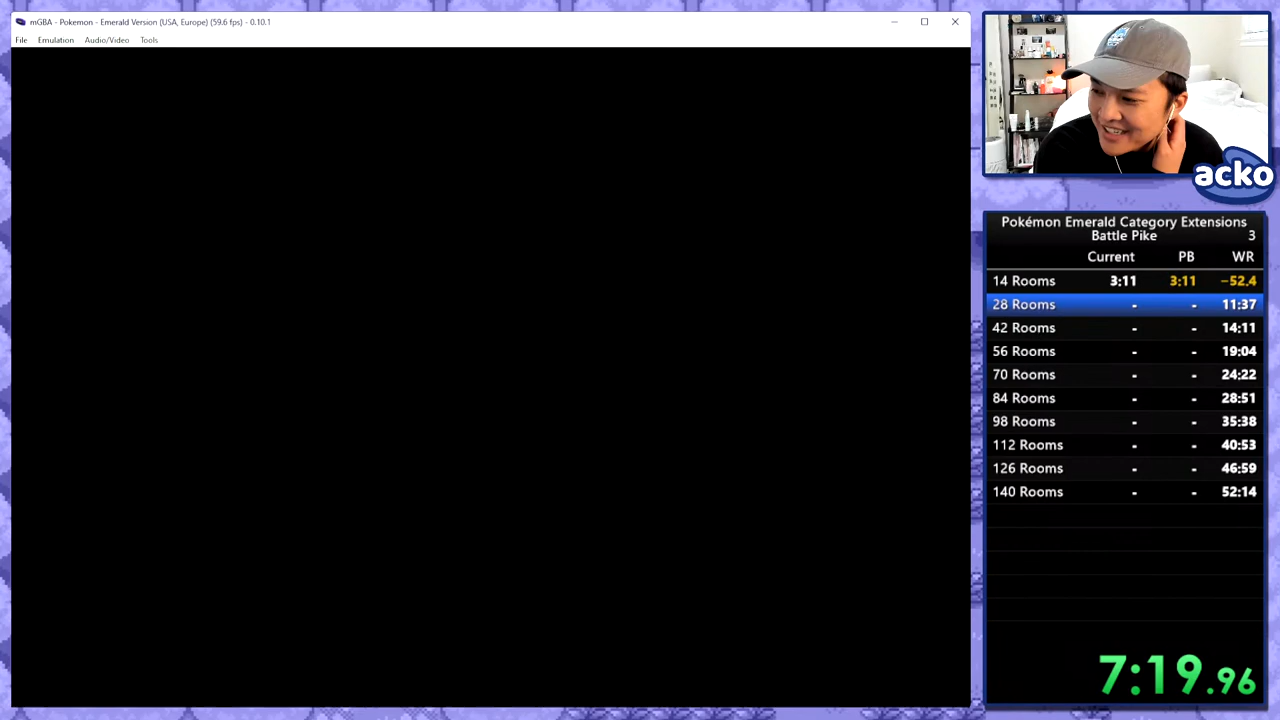 mGBA - Pokemon - Emerald Version (USA, Europe) (59.6 fps) - 0.10.1
File Emulation Audio/Video Tools
acko
Pokémon Emerald Category Extensions
Battle Pike 3
Current PB WR
14 Rooms 3:11 3:11 −52.4
28 Rooms - - 11:37
42 Rooms - - 14:11
56 Rooms - - 19:04
70 Rooms - - 24:22
84 Rooms - - 28:51
98 Rooms - - 35:38
112 Rooms - - 40:53
126 Rooms - - 46:59
140 Rooms - - 52:14
7:19.96